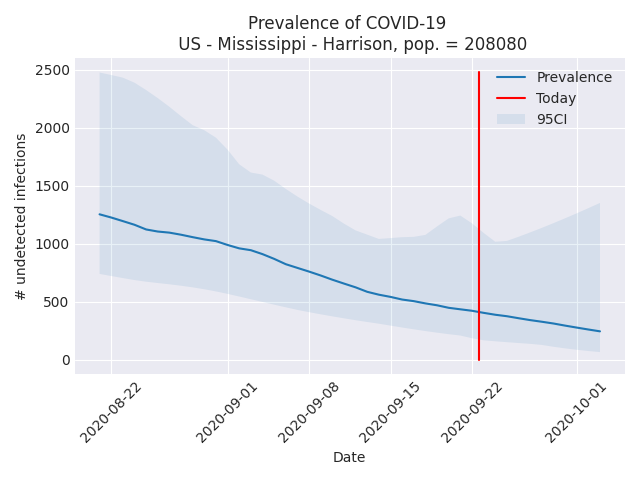 Prevalence of COVID-19
US - Mississippi - Harrison, pop. = 208080
2500
2000
1500
1000
500
0
# undetected infections
Prevalence
Today
95CI
2020-08-22
2020-09-01
2020-09-08
2020-09-15
2020-09-22
2020-10-01
Date